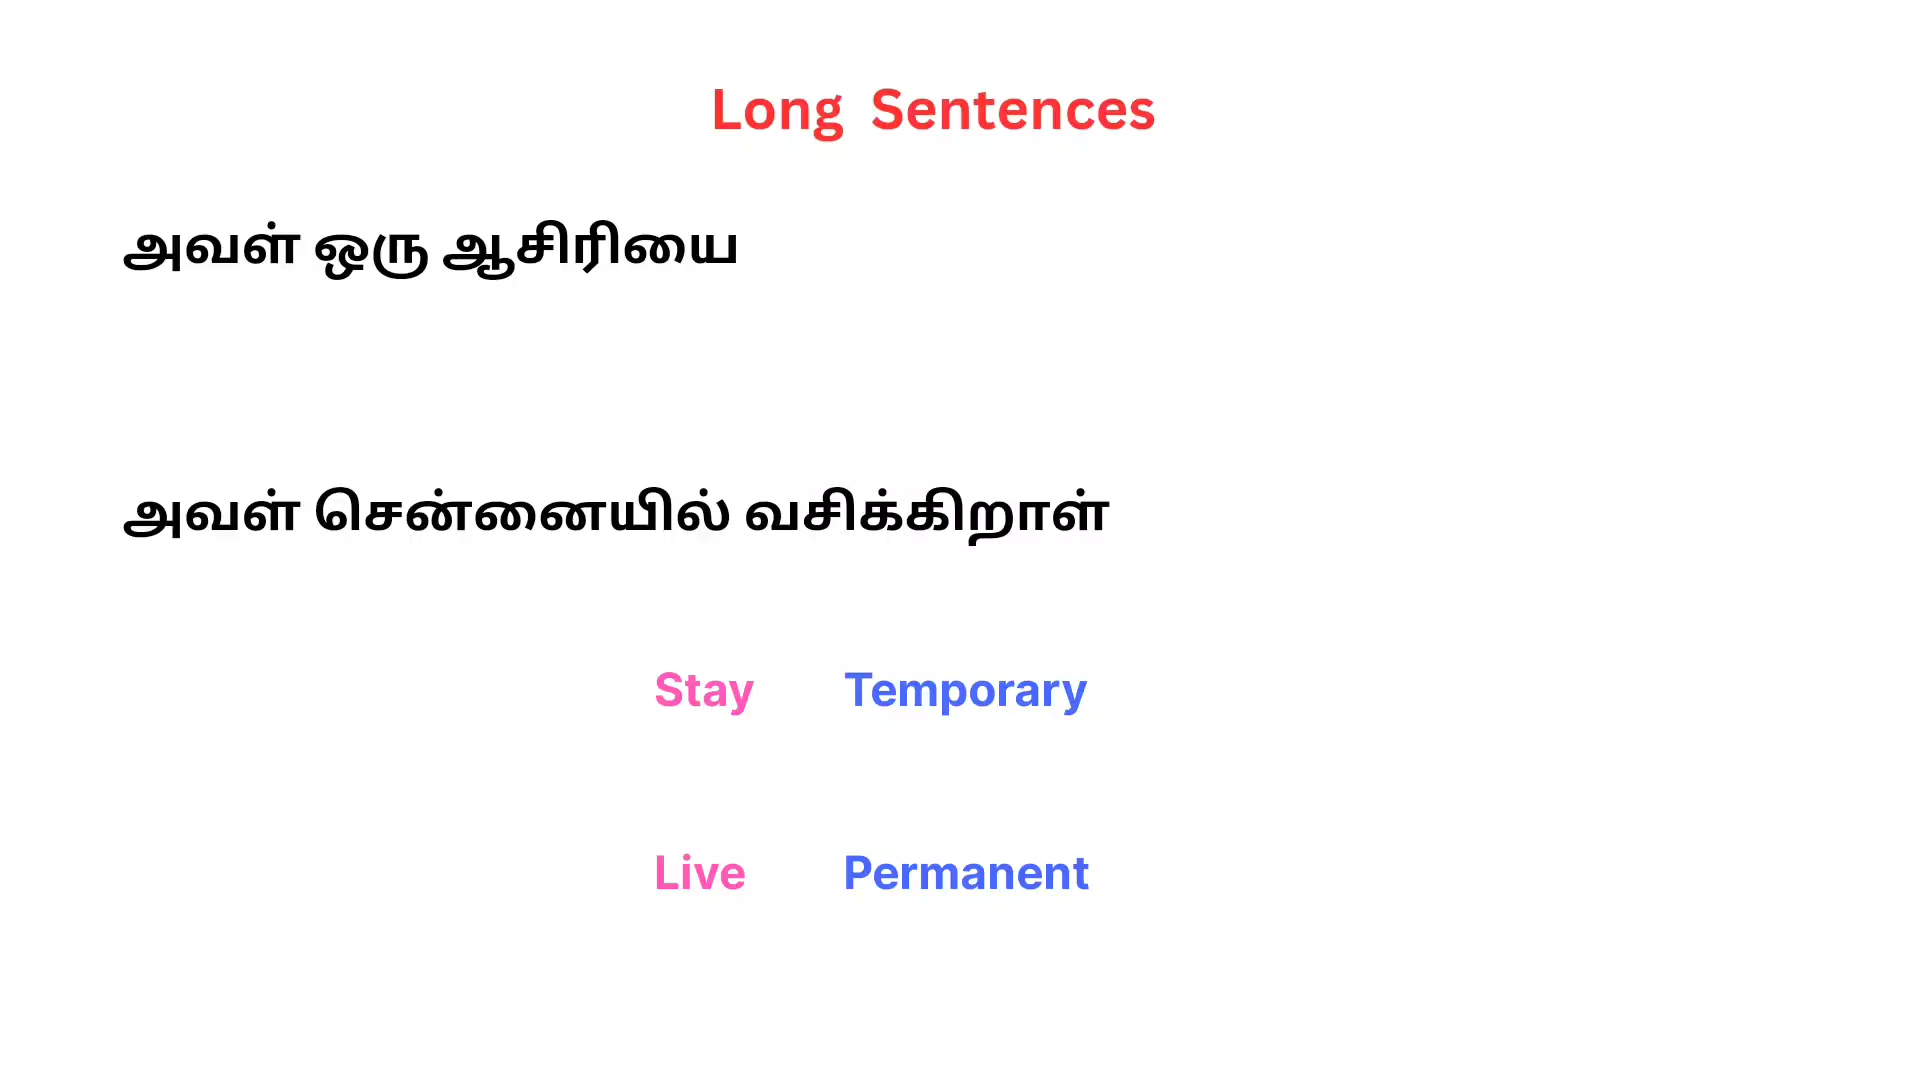 Long Sentences
அவள் ஒரு ஆசிரியை
அவள் சென்னையில் வசிக்கிறாள்
Stay Temporary
Live Permanent